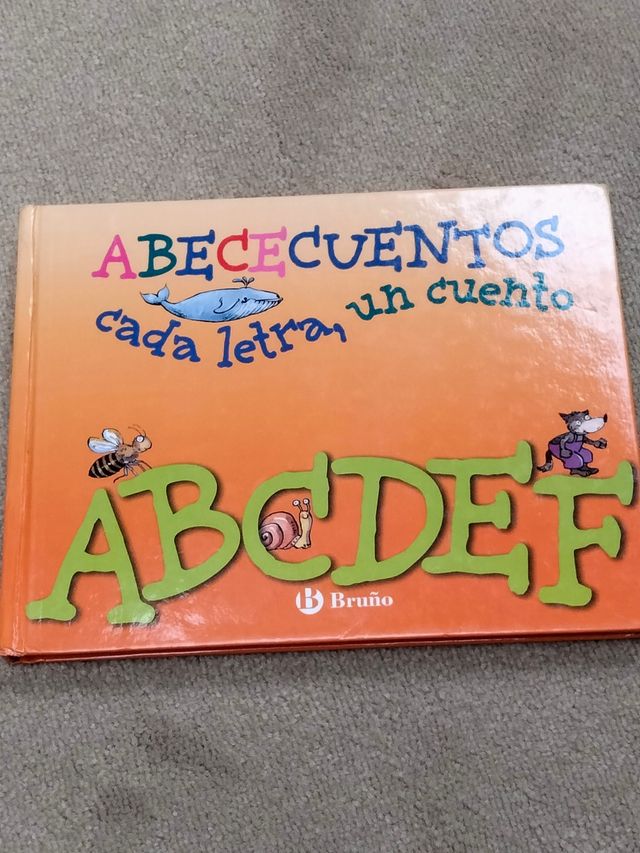 ABECECUENTOS
cada letra, un cuento
ABCDEF
B Bruño